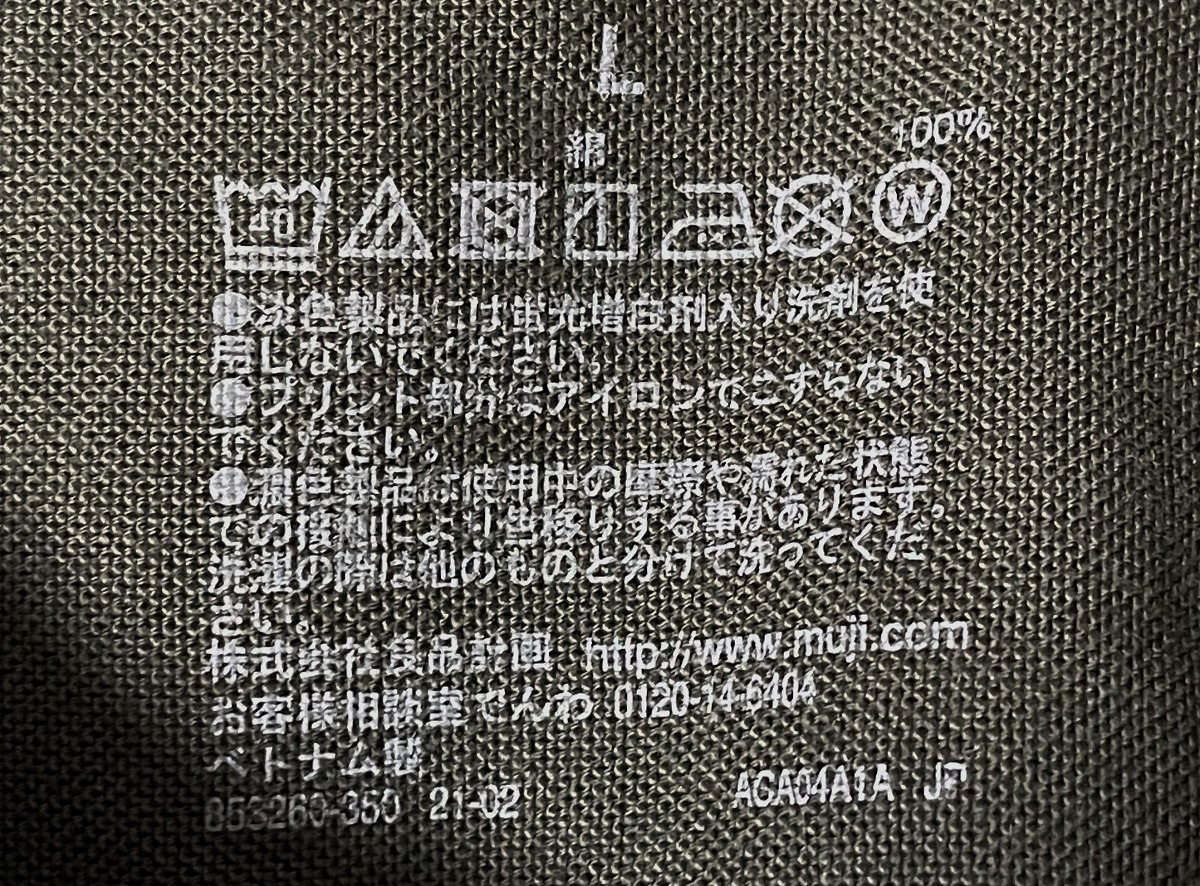 L
綿 100%
40 W
●淡色製品には蛍光増白剤入り洗剤を使
用しないでください。
●プリント部分はアイロンでこすらない
でください。
●濃色製品は使用中の摩擦や濡れた状態
での接触により色移りする事があります。
洗濯の際は他のものと分けて洗ってくだ
さい。
株式会社良品計画 http://www.muji.com
お客様相談室でんわ 0120-14-6404
ベトナム製
853260-350 21-02 ACA04A1A JP